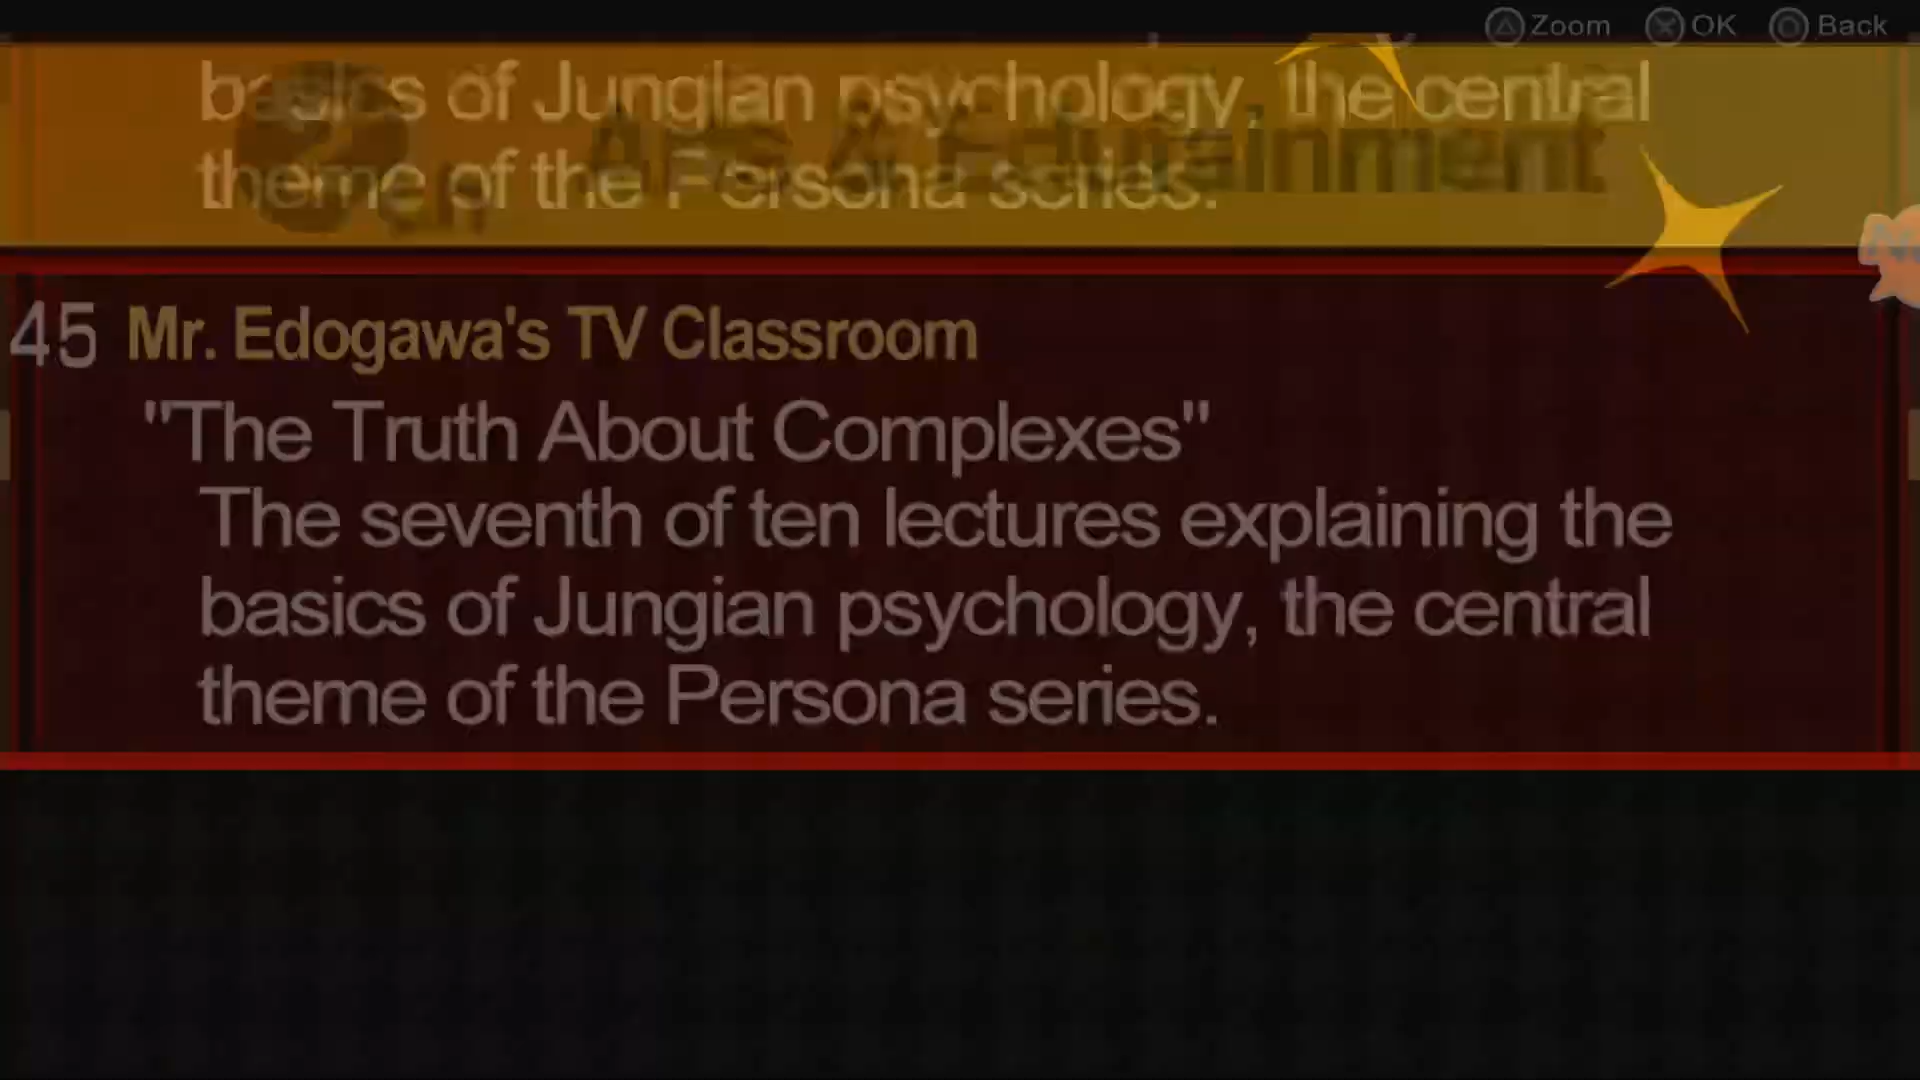 Zoom OK Back
basics of Jungian psychology, the central
theme of the Persona series.
Arts & Edutainment
45 Mr. Edogawa's TV Classroom
"The Truth About Complexes"
The seventh of ten lectures explaining the
basics of Jungian psychology, the central
theme of the Persona series.